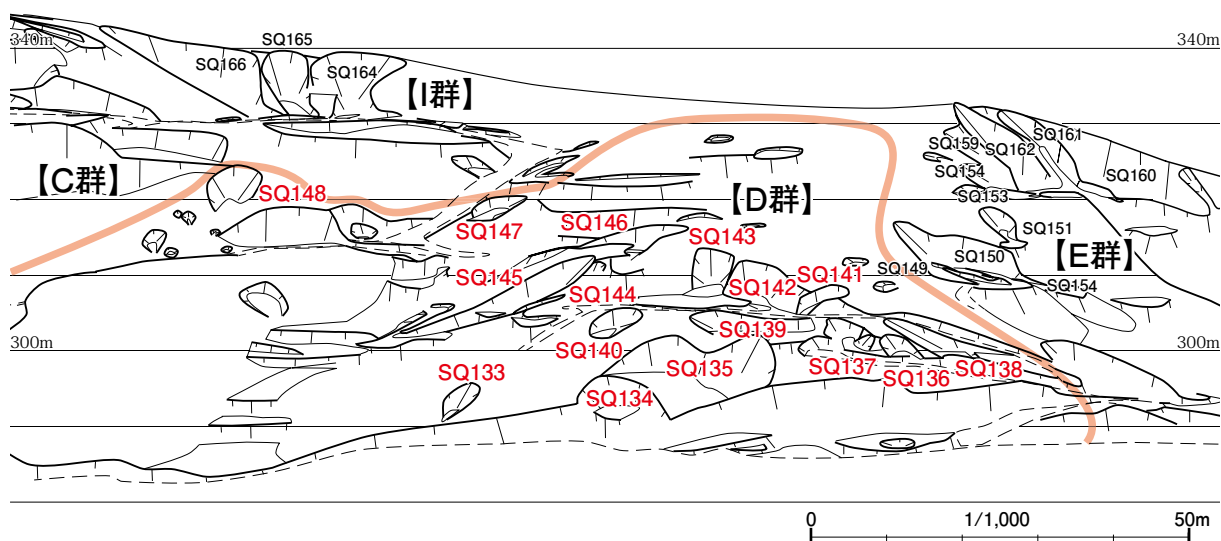 340m
340m
SQ165
SQ166
SQ164
【I群】
SQ161
SQ159
SQ162
SQ154
SQ160
SQ153
【C群】
SQ148
【D群】
SQ147
SQ146
SQ143
SQ151
【E群】
SQ150
SQ149
SQ154
SQ145
SQ144
SQ142
SQ141
SQ140
SQ139
300m
300m
SQ133
SQ135
SQ137
SQ136
SQ138
SQ134
0
1/1,000
50m